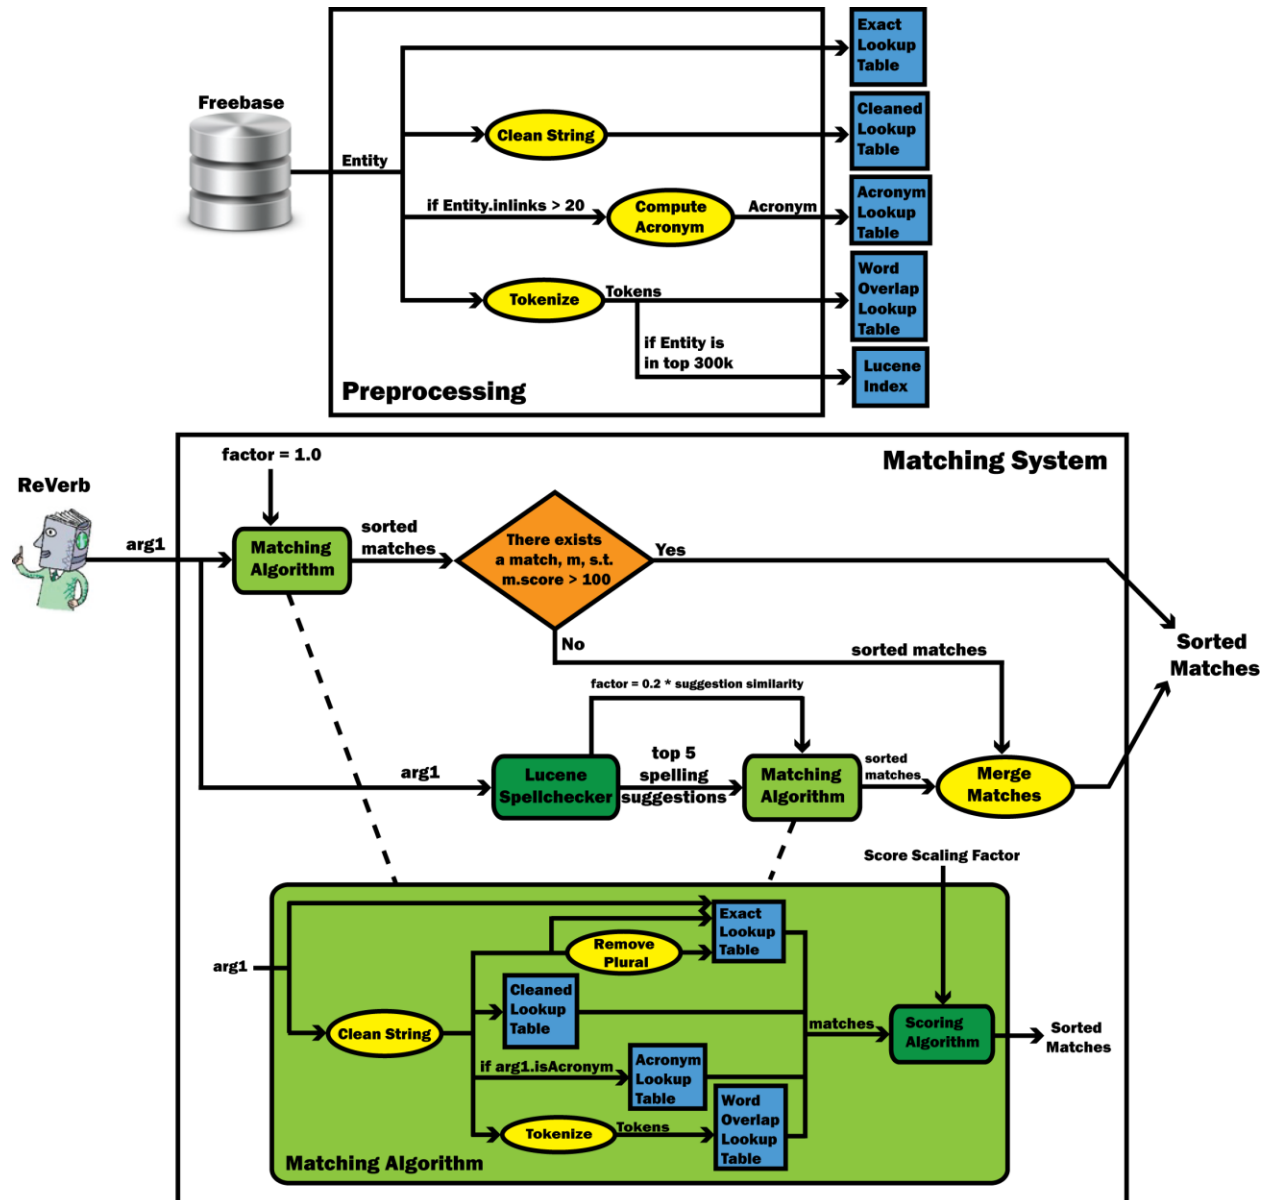 Freebase
Entity
Clean String
if Entity.inlinks > 20
Compute
Acronym
Acronym
Tokenize
Tokens
if Entity is
in top 300k
Preprocessing
Exact
Lookup
Table
Cleaned
Lookup
Table
Acronym
Lookup
Table
Word
Overlap
Lookup
Table
Lucene
Index
Matching System
factor = 1.0
ReVerb
arg1
Matching
Algorithm
sorted
matches
There exists
a match, m, s.t.
m.score > 100
Yes
No
sorted matches
Sorted
Matches
factor = 0.2 * suggestion similarity
arg1
Lucene
Spellchecker
top 5
spelling
suggestions
Matching
Algorithm
sorted
matches
Merge
Matches
Score Scaling Factor
arg1
Clean String
Remove
Plural
Exact
Lookup
Table
Cleaned
Lookup
Table
if arg1.isAcronym
Acronym
Lookup
Table
Tokenize
Tokens
Word
Overlap
Lookup
Table
matches
Scoring
Algorithm
Sorted
Matches
Matching Algorithm